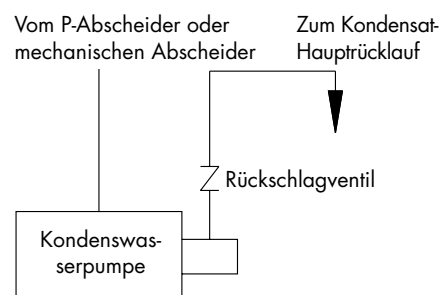 Vom P-Abscheider oder
mechanischen Abscheider
Zum Kondensat-
Hauptrücklauf
Rückschlagventil
Kondenswas-
serpumpe